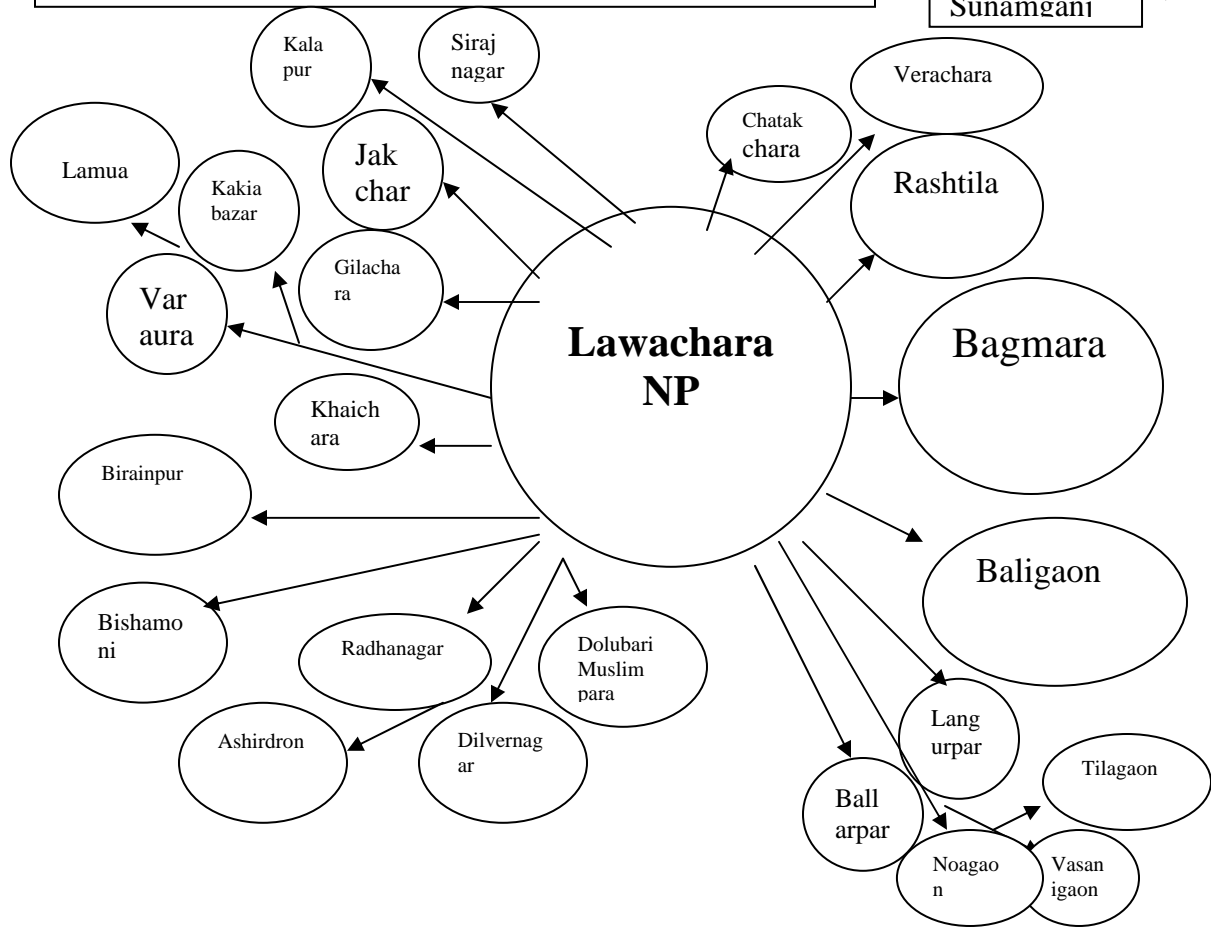 Sunamganj
Kala
pur
Siraj
nagar
Verachara
Chatak
chara
Jak
char
Rashtila
Lamua
Kakia
bazar
Gilacha
ra
Var
aura
Lawachara
NP
Bagmara
Khaich
ara
Birainpur
Baligaon
Bishamo
ni
Radhanagar
Dolubari
Muslim
para
Ashirdron
Dilvernag
ar
Lang
urpar
Tilagaon
Ball
arpar
Noagao
n
Vasan
igaon